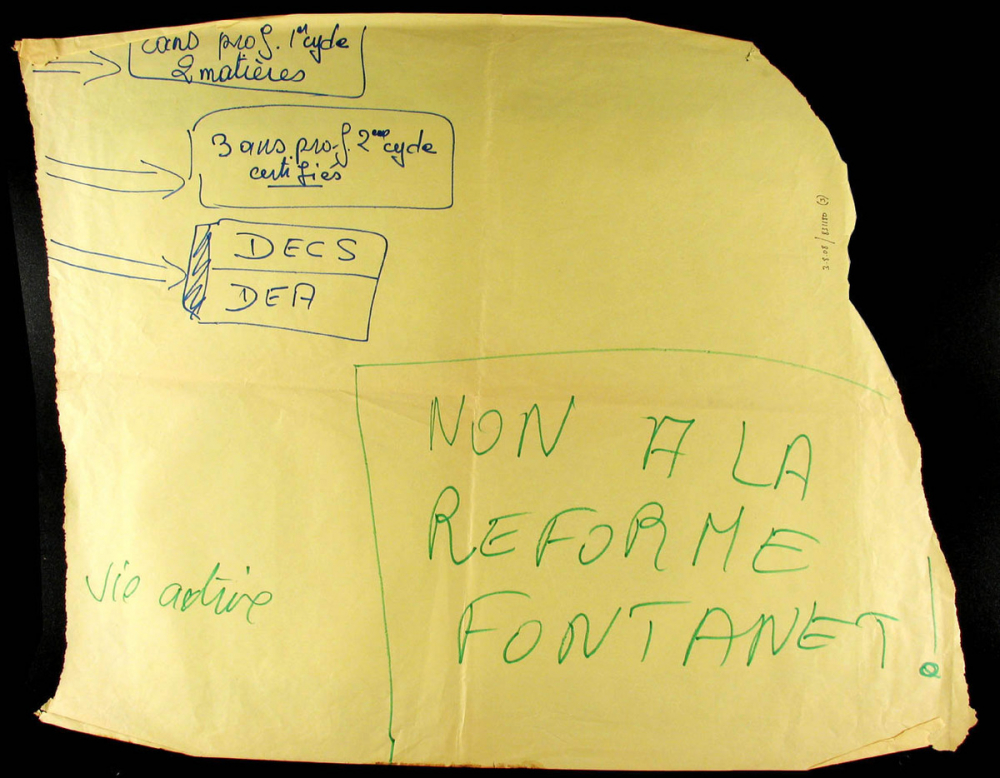 ans prof. 1er cycle
2 matières
3 ans prof. 2ème cycle
certifiés
DECS
DEA
NON A LA
REFORME
FONTANET!
vie active